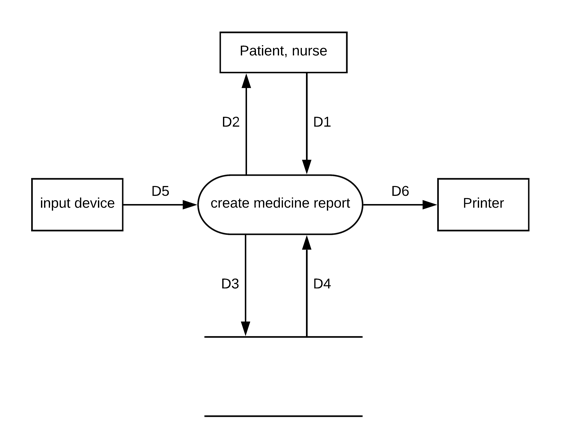 Patient, nurse
D2
D1
input device
D5
create medicine report
D6
Printer
D3
D4